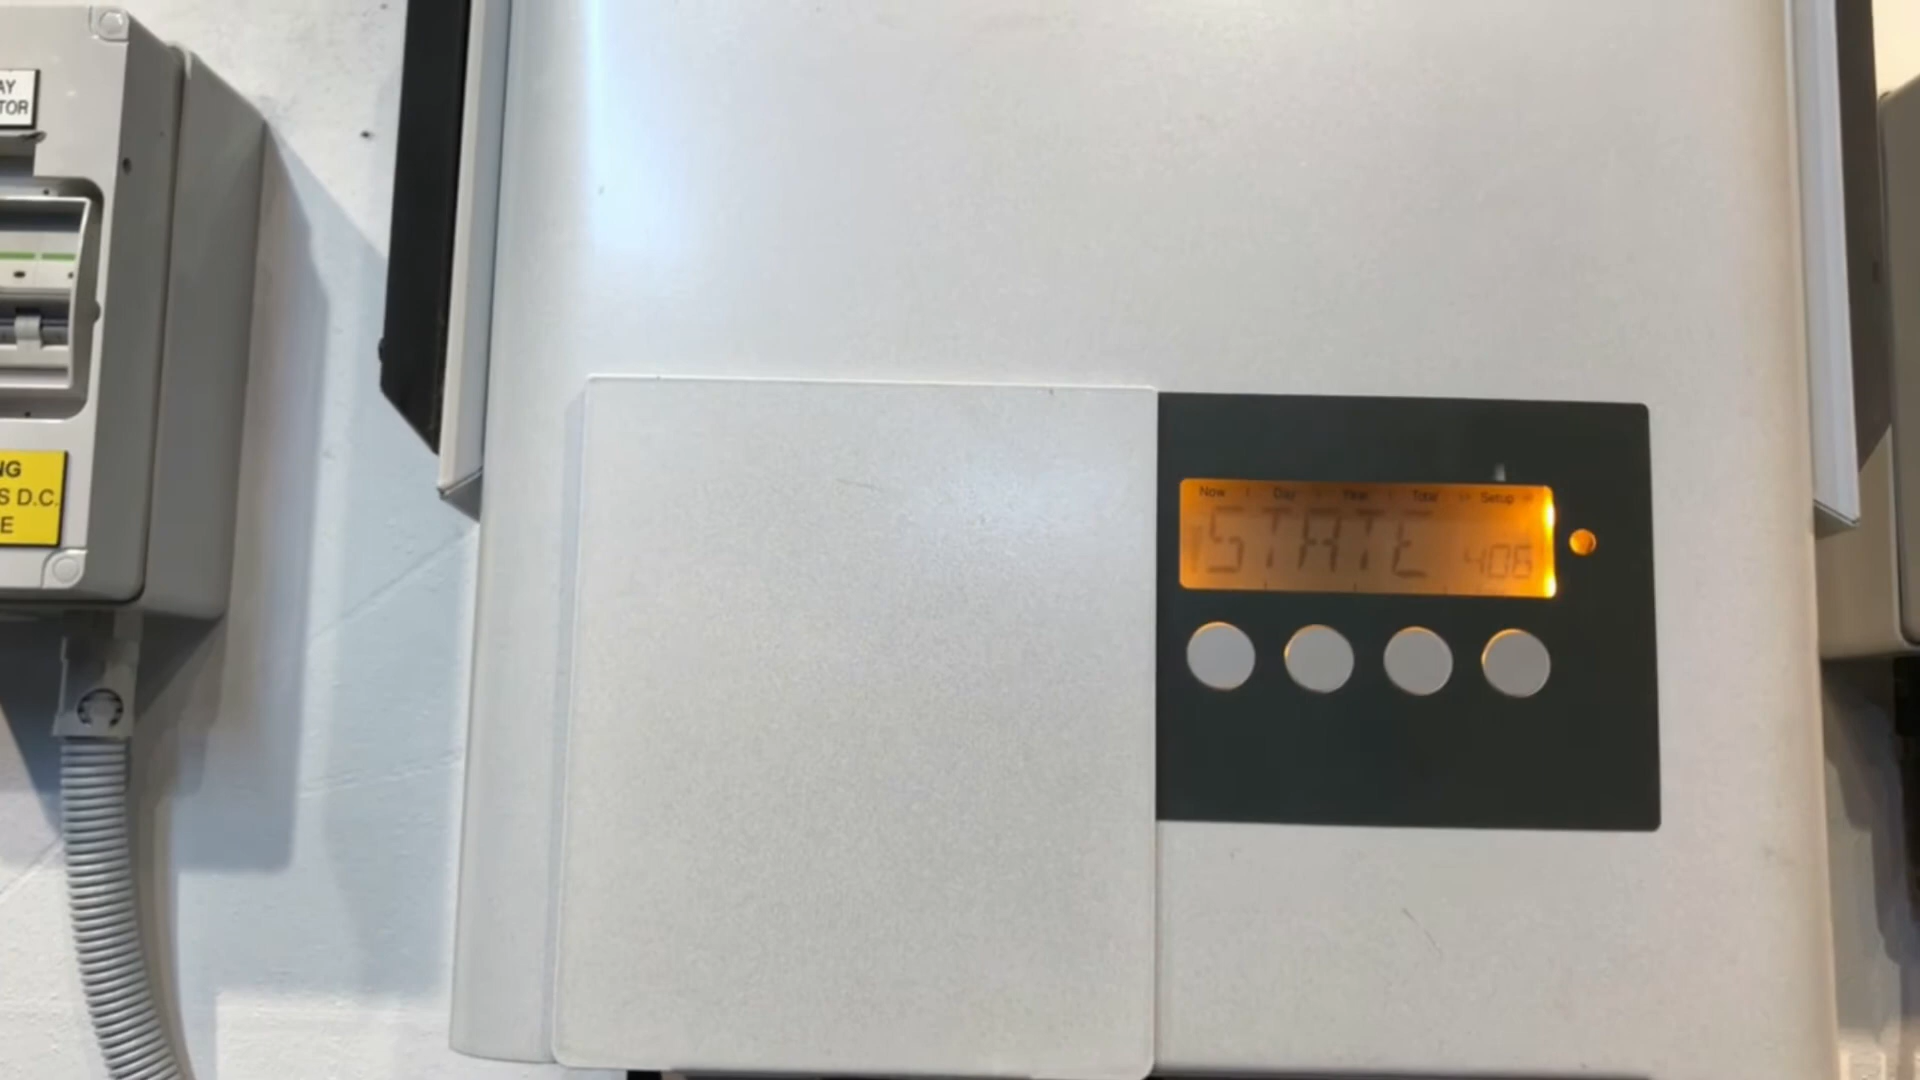 AY
TOR
NG
S D.C.
E
Now Day Year Total Setup
STATE 406